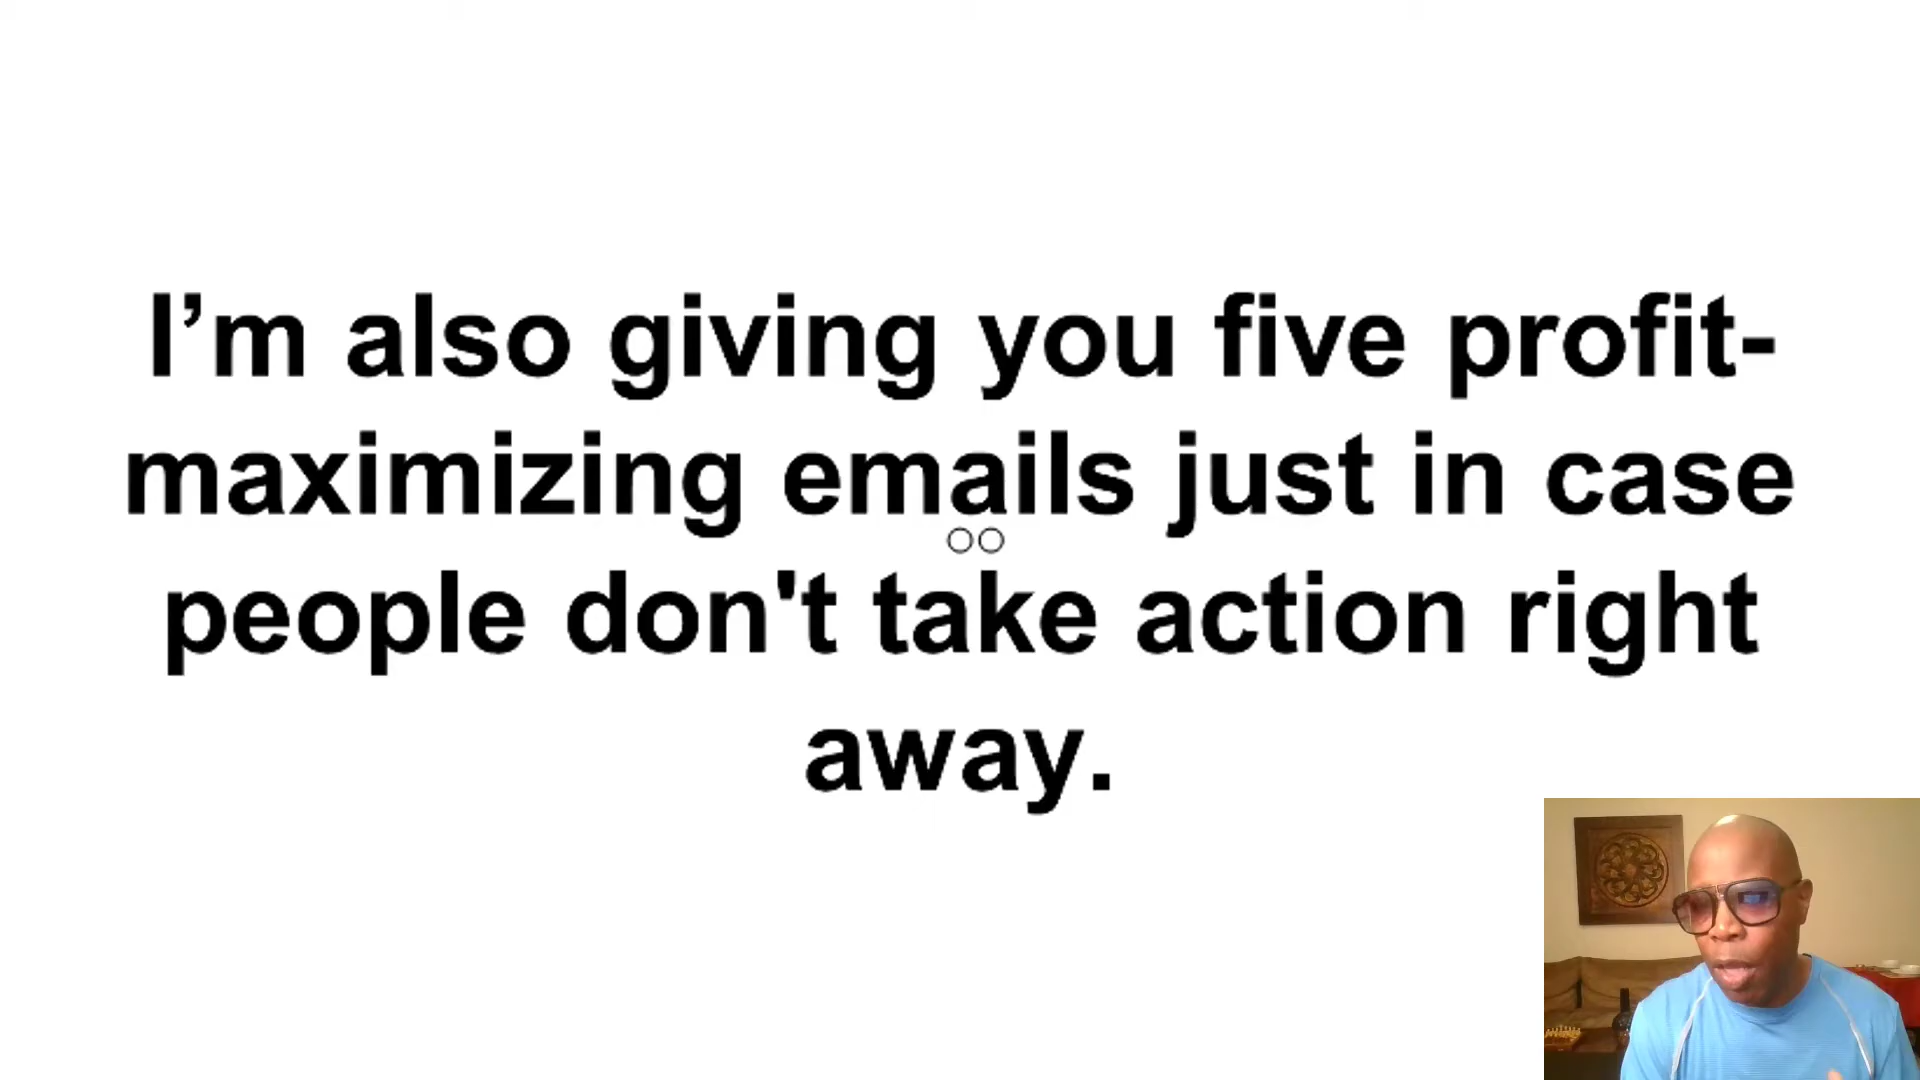 I’m also giving you five profit-
maximizing emails just in case
people don't take action right
away.